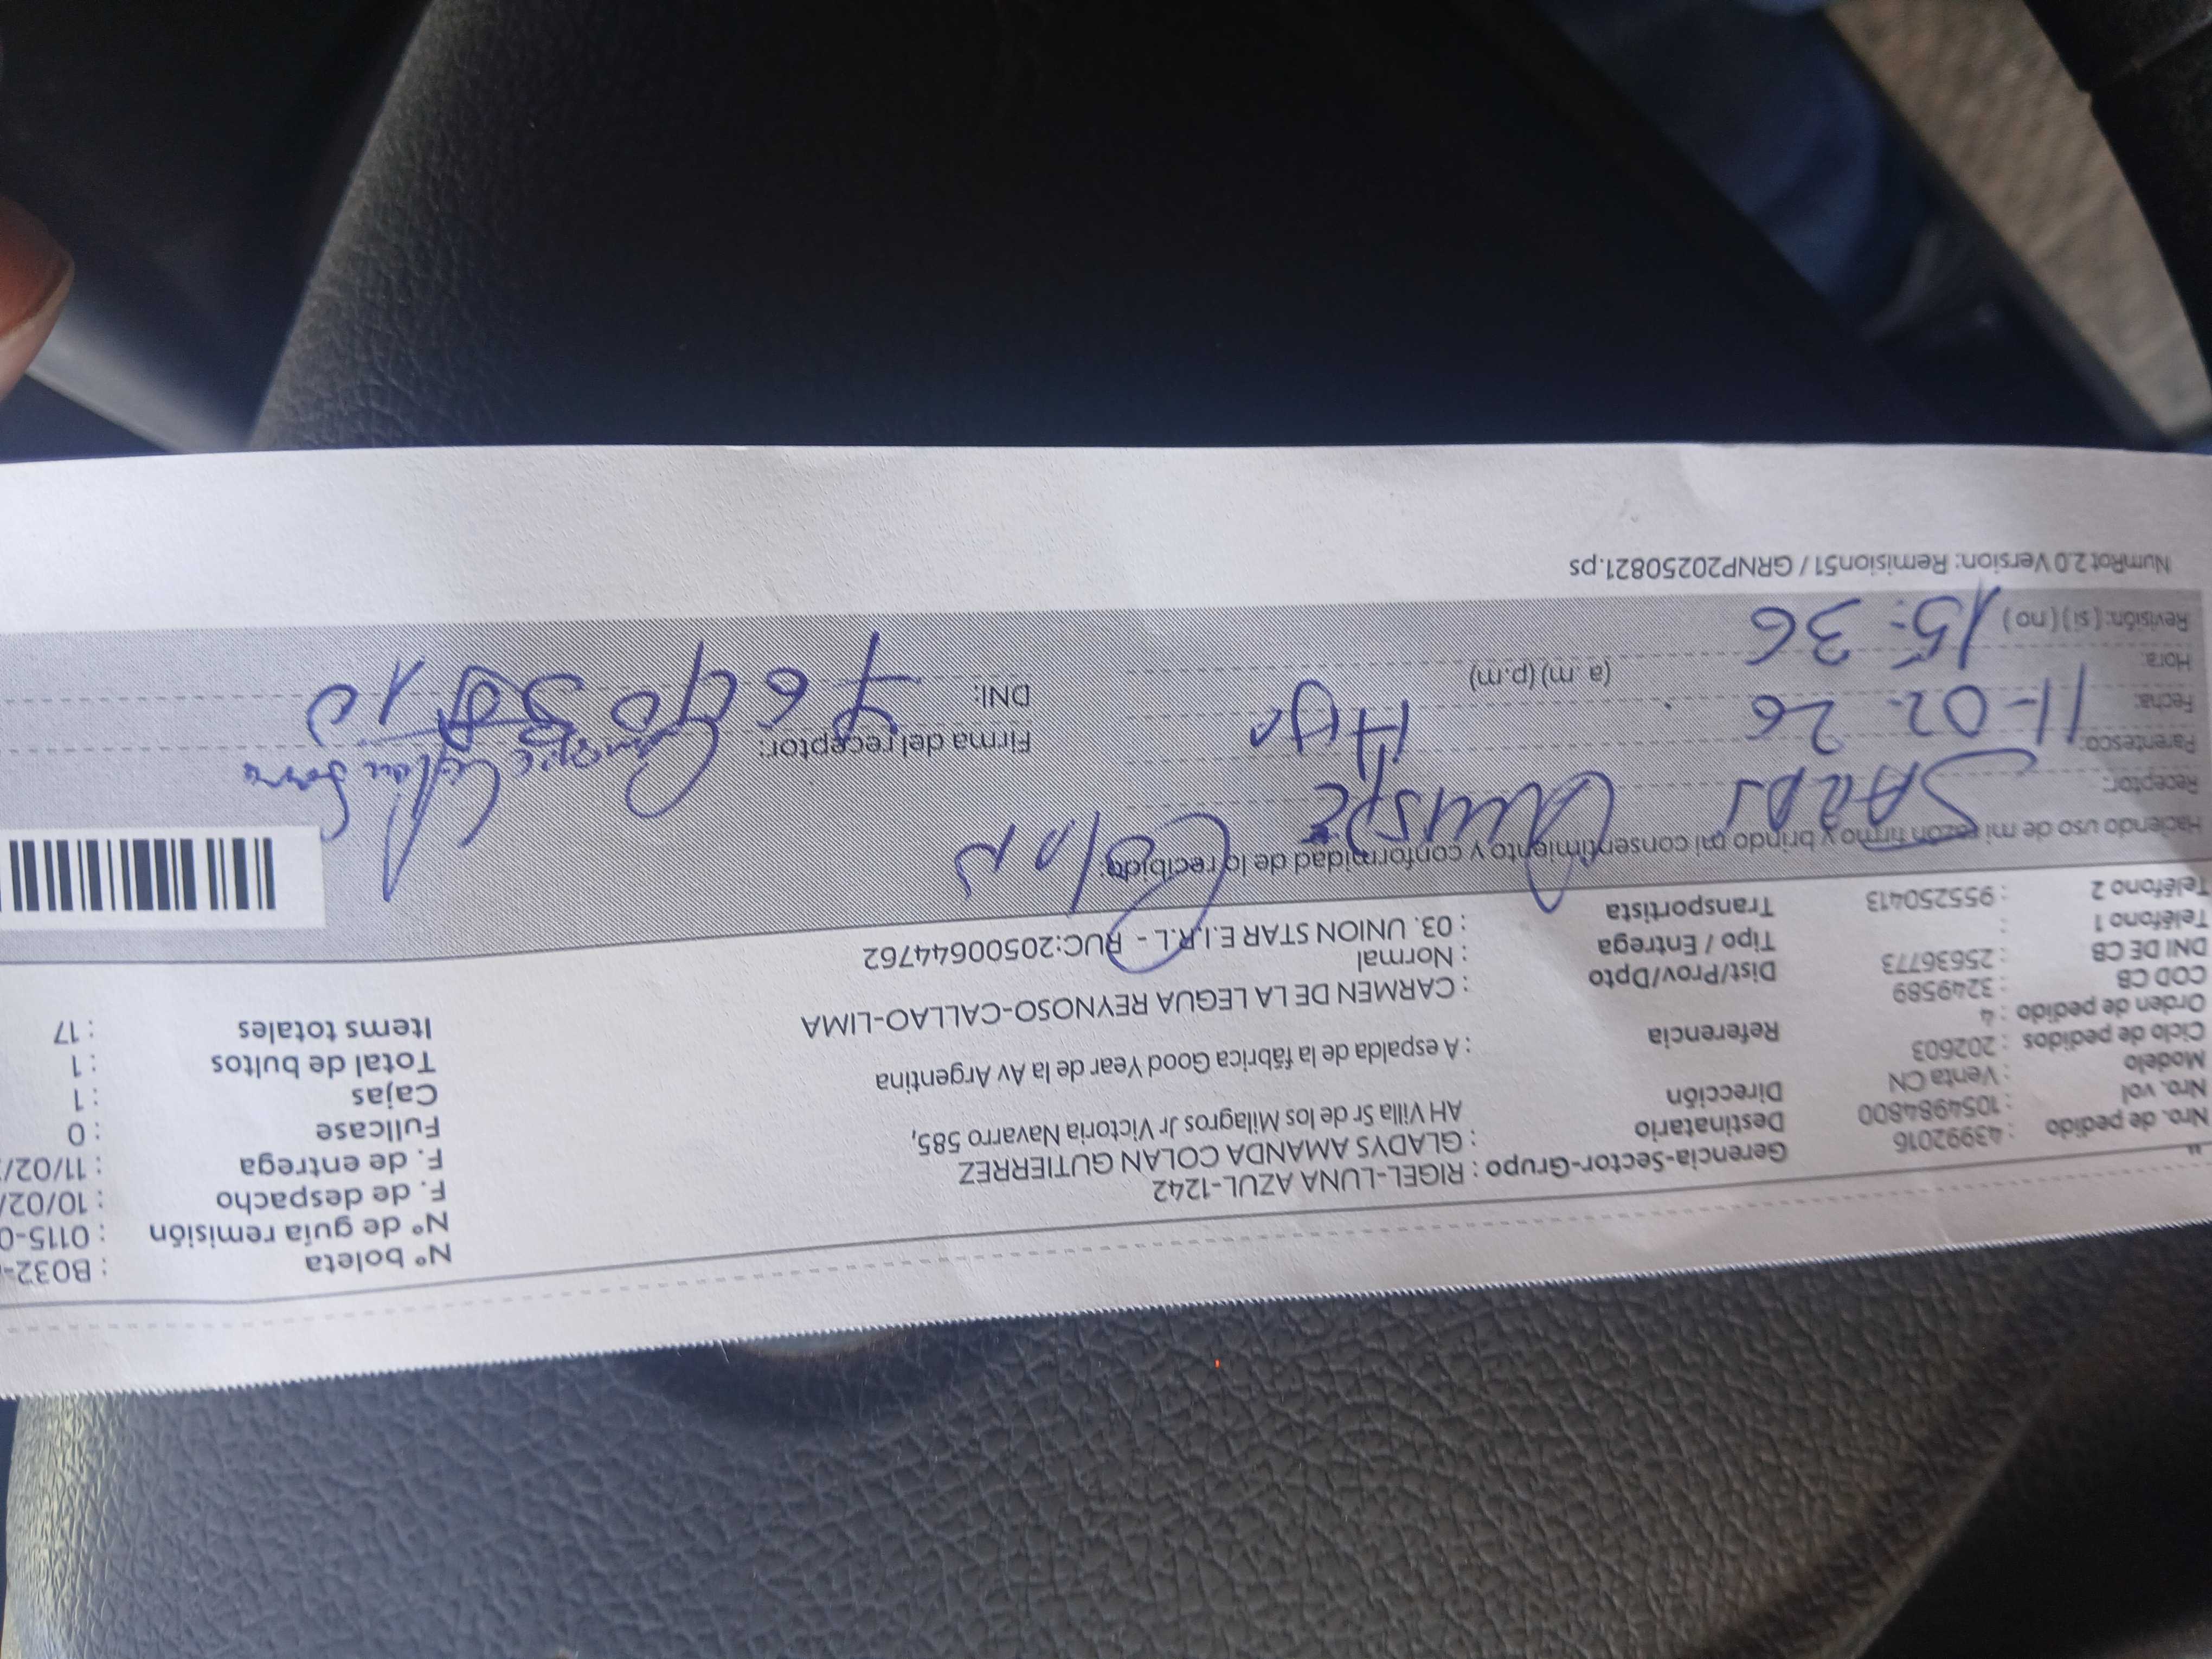 Nº boleta : B032-
Nº de guía remisión : 0115-0
F. de despacho : 10/02/
F. de entrega : 11/02/
Fullcase : 0
Cajas : 1
Total de bultos : 1
Items totales : 17
Gerencia-Sector-Grupo : RIGEL-LUNA AZUL-1242
Destinatario : GLADYS AMANDA COLAN GUTIERREZ
Dirección AH Villa Sr de los Milagros Jr Victoria Navarro 585,
Referencia : A espalda de la fábrica Good Year de la Av Argentina
Dist/Prov/Dpto : CARMEN DE LA LEGUA REYNOSO-CALLAO-LIMA
Tipo / Entrega : Normal
Transportista : 03. UNION STAR E.I.R.L - RUC:20500644762
Nro. de pedido : 43992016
Nro. vol : 1054984800
Modelo : Venta CN
Ciclo de pedidos : 202603
Orden de pedido : 4
COD CB : 3249589
DNI DE CB : 25636773
Teléfono 1 :
Teléfono 2 : 955250413
Haciendo uso de mi razón firmo y brindo mi consentimiento y conformidad de lo recibido:
Receptor: Quispe Colan
Parentesco: Hijo
Fecha: 11-02-26
Hora: 15:36 (a.m) (p.m)
Revisión: ( si ) ( no )
Firma del receptor:
DNI:
NumRot 2.0 Version: Remision51 / GRNP20250821.ps